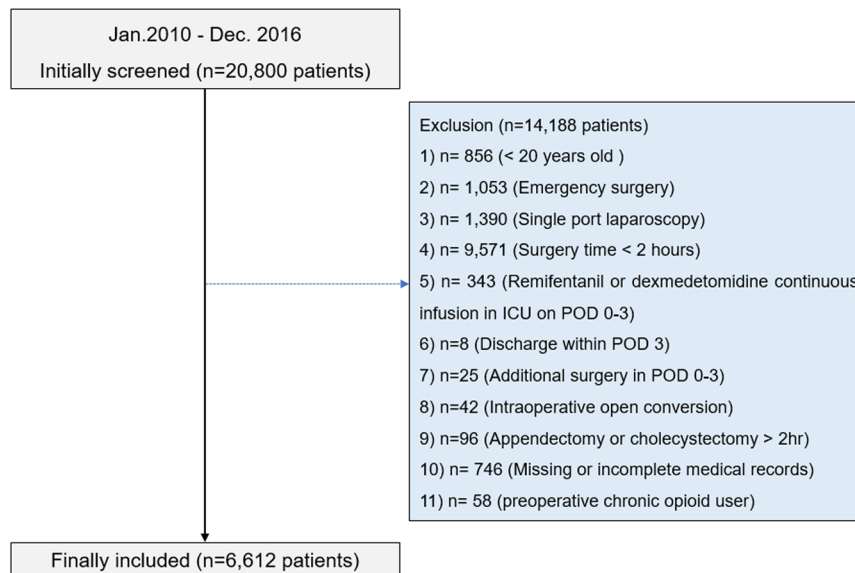 Jan.2010 - Dec. 2016
Initially screened (n=20,800 patients)
Exclusion (n=14,188 patients)
1) n= 856 (< 20 years old )
2) n= 1,053 (Emergency surgery)
3) n= 1,390 (Single port laparoscopy)
4) n= 9,571 (Surgery time < 2 hours)
5) n= 343 (Remifentanil or dexmedetomidine continuous
infusion in ICU on POD 0-3)
6) n=8 (Discharge within POD 3)
7) n=25 (Additional surgery in POD 0-3)
8) n=42 (Intraoperative open conversion)
9) n=96 (Appendectomy or cholecystectomy > 2hr)
10) n= 746 (Missing or incomplete medical records)
11) n= 58 (preoperative chronic opioid user)
Finally included (n=6,612 patients)